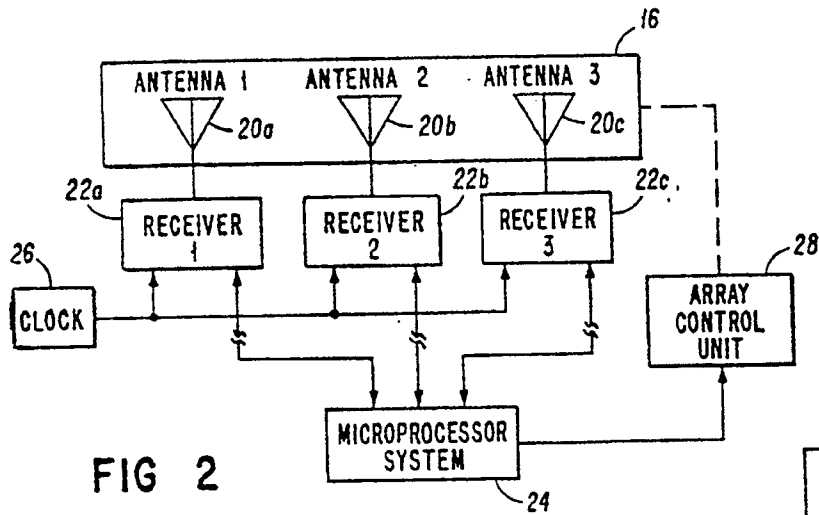 16
ANTENNA 1 ANTENNA 2 ANTENNA 3
20a 20b 20c
22a 22b 22c.
RECEIVER 1
RECEIVER 2
RECEIVER 3
26
CLOCK
28
ARRAY
CONTROL
UNIT
MICROPROCESSOR
SYSTEM
24
FIG 2